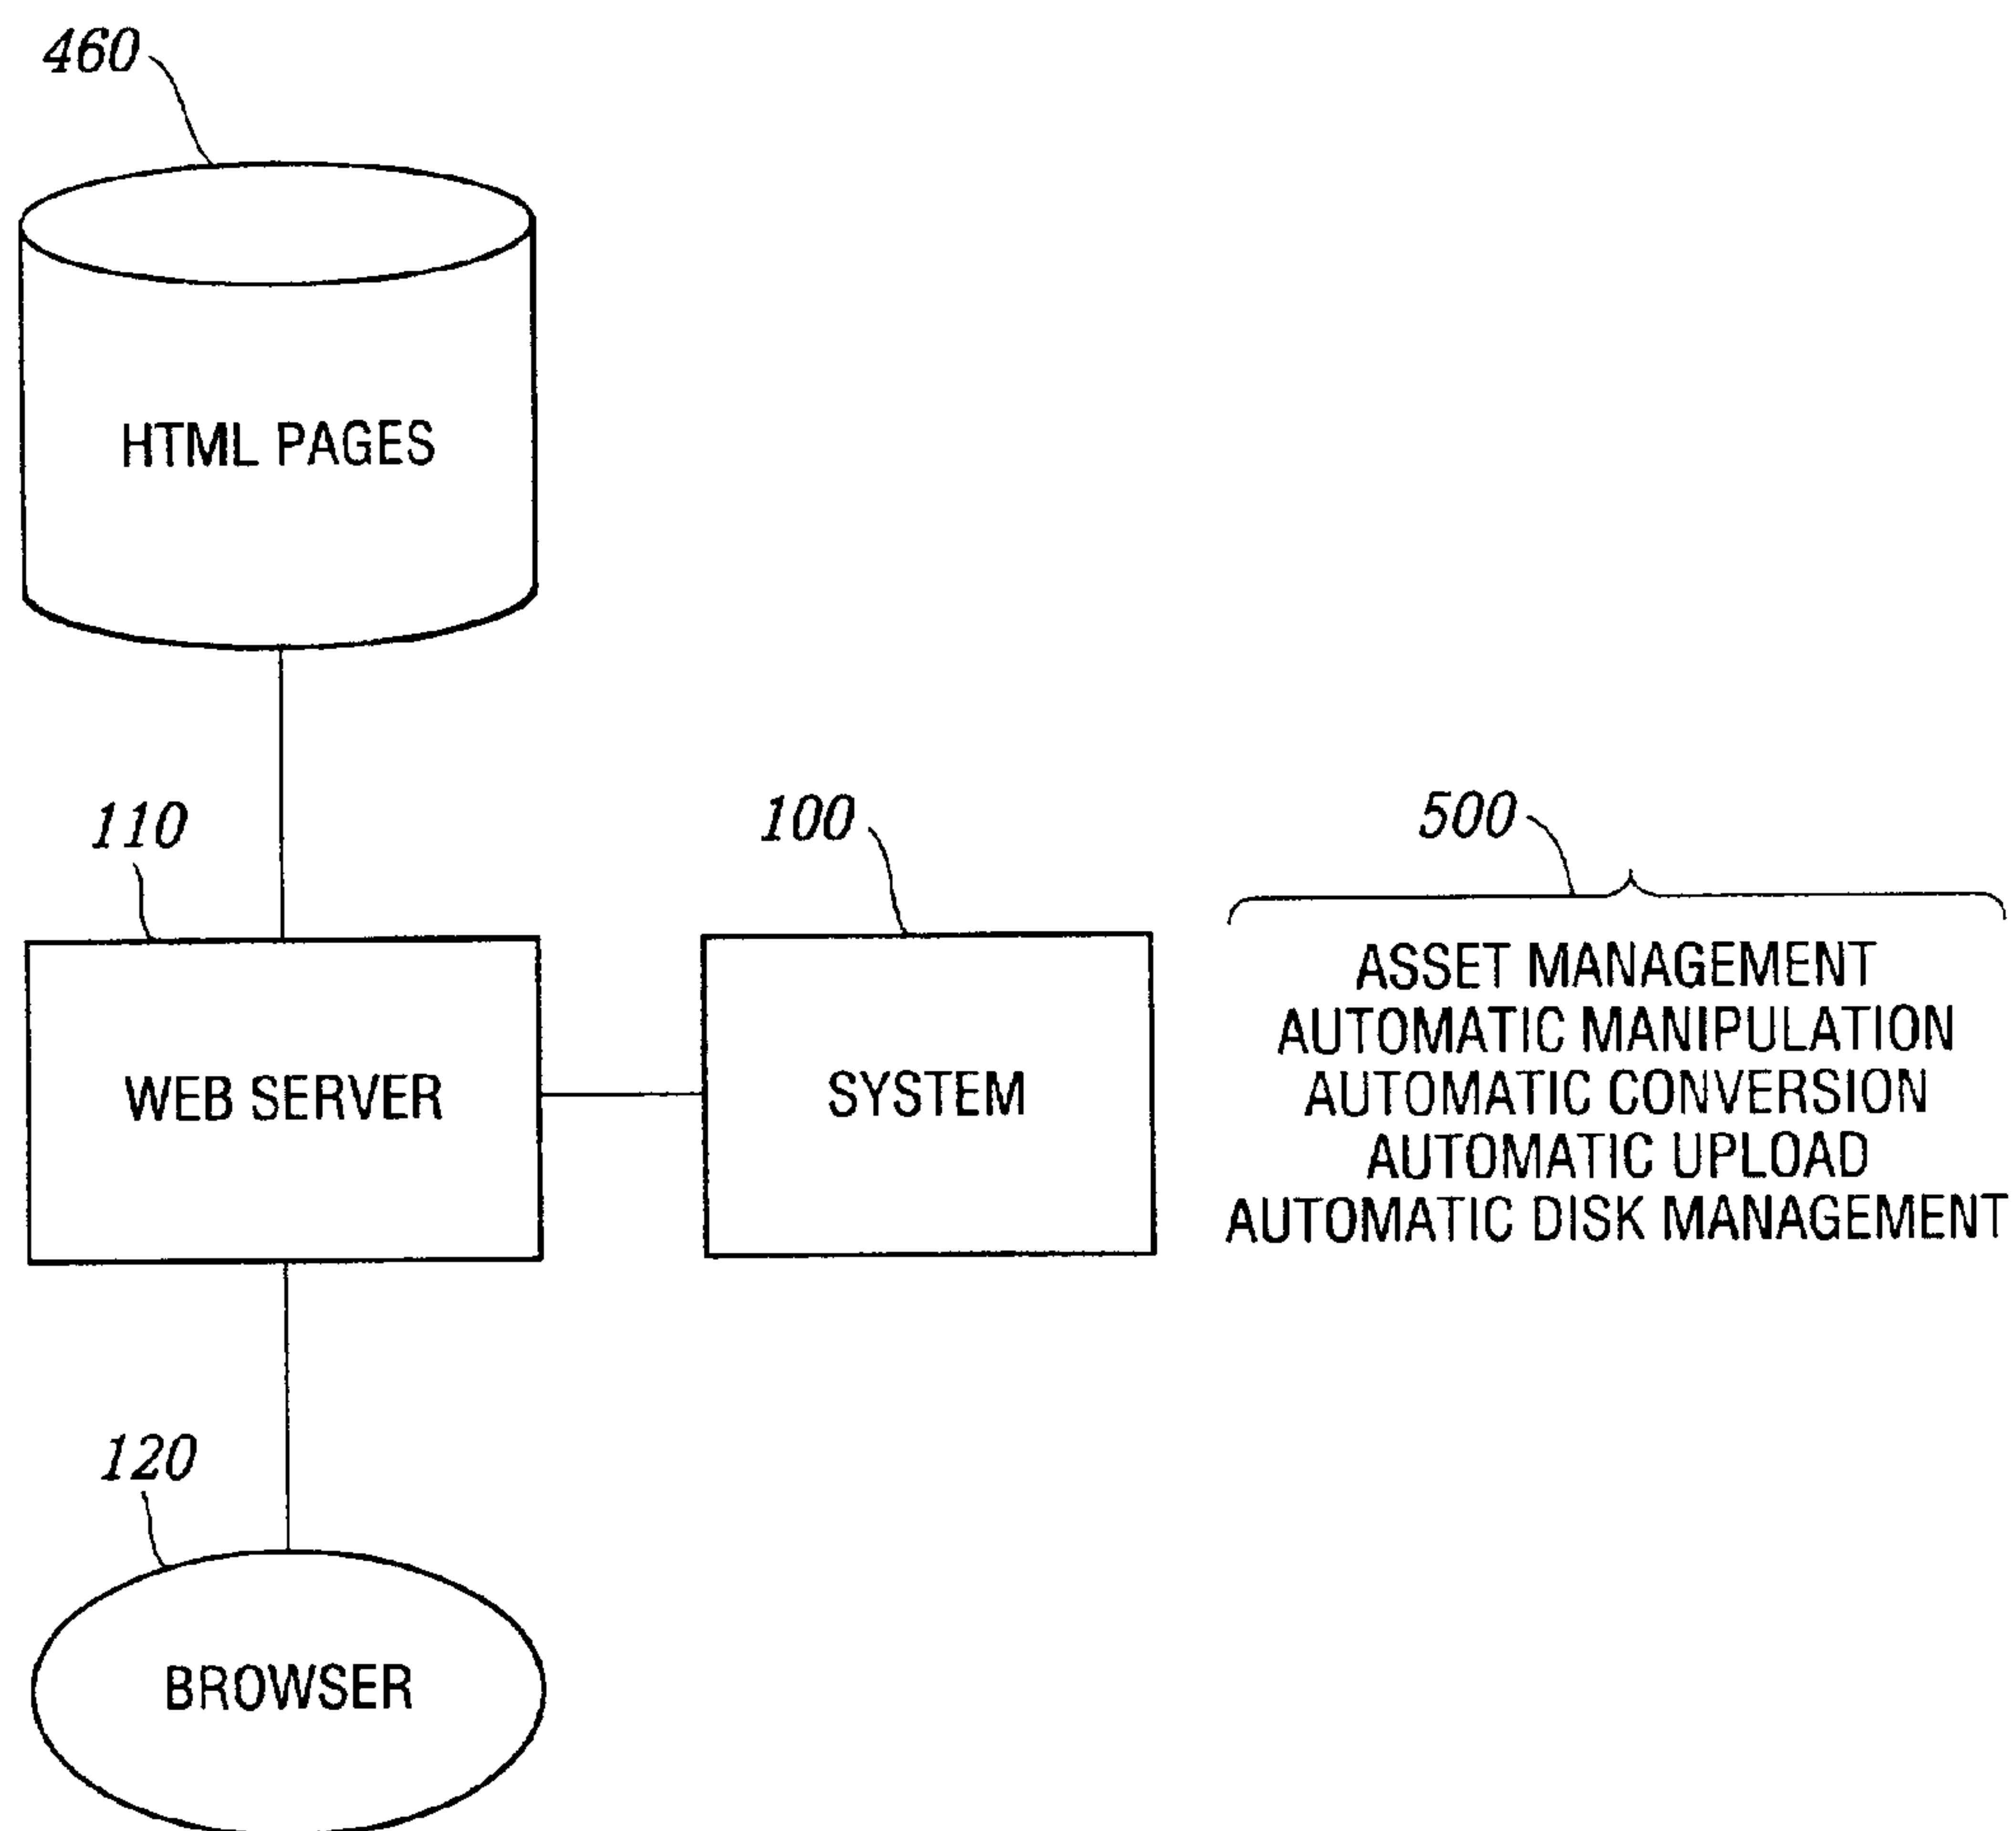 460
HTML PAGES
110
100
500
WEB SERVER
SYSTEM
ASSET MANAGEMENT
AUTOMATIC MANIPULATION
AUTOMATIC CONVERSION
AUTOMATIC UPLOAD
AUTOMATIC DISK MANAGEMENT
120
BROWSER